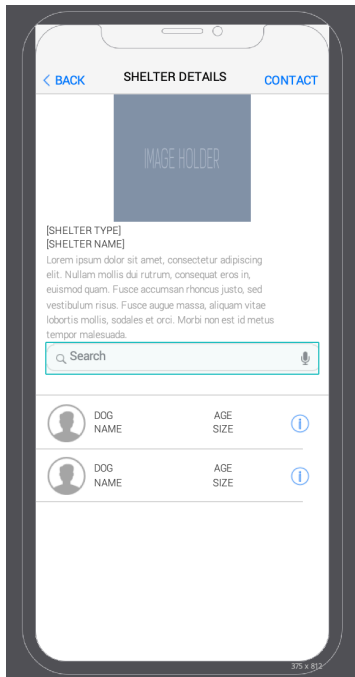 BACK
SHELTER DETAILS
CONTACT
IMAGE HOLDER
[SHELTER TYPE]
[SHELTER NAME]
Lorem ipsum dolor sit amet, consectetur adipiscing
elit. Nullam mollis dui rutrum, consequat eros in,
euismod quam. Fusce accumsan rhoncus justo, sed
vestibulum risus. Fusce augue massa, aliquam vitae
lobortis mollis, sodales et orci. Morbi non est id metus
tempor malesuada.
Search
DOG AGE
NAME SIZE
DOG AGE
NAME SIZE
375 x 812